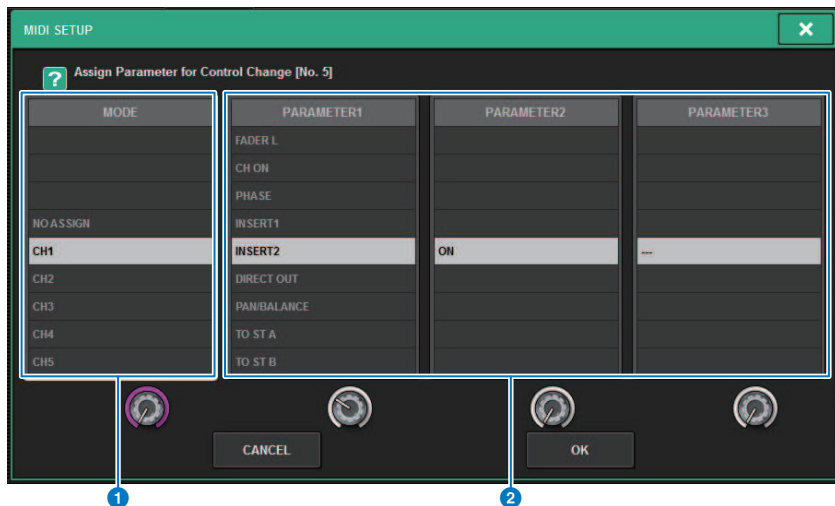 MIDI SETUP
×
? Assign Parameter for Control Change [No. 5]
MODE
NO ASSIGN
CH1
CH2
CH3
CH4
CH5
PARAMETER1
FADER L
CH ON
PHASE
INSERT1
INSERT2
DIRECT OUT
PAN/BALANCE
TO ST A
TO ST B
PARAMETER2
ON
PARAMETER3
---
CANCEL
OK
1
2